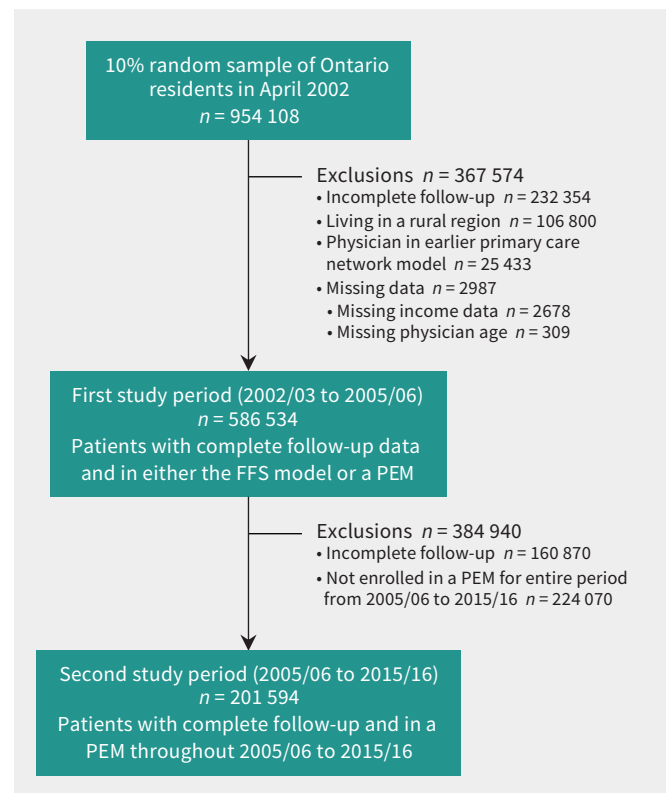 10% random sample of Ontario
residents in April 2002
n = 954 108
Exclusions n = 367 574
• Incomplete follow-up n = 232 354
• Living in a rural region n = 106 800
• Physician in earlier primary care
network model n = 25 433
• Missing data n = 2987
• Missing income data n = 2678
• Missing physician age n = 309
First study period (2002/03 to 2005/06)
n = 586 534
Patients with complete follow-up data
and in either the FFS model or a PEM
Exclusions n = 384 940
• Incomplete follow-up n = 160 870
• Not enrolled in a PEM for entire period
from 2005/06 to 2015/16 n = 224 070
Second study period (2005/06 to 2015/16)
n = 201 594
Patients with complete follow-up and in a
PEM throughout 2005/06 to 2015/16